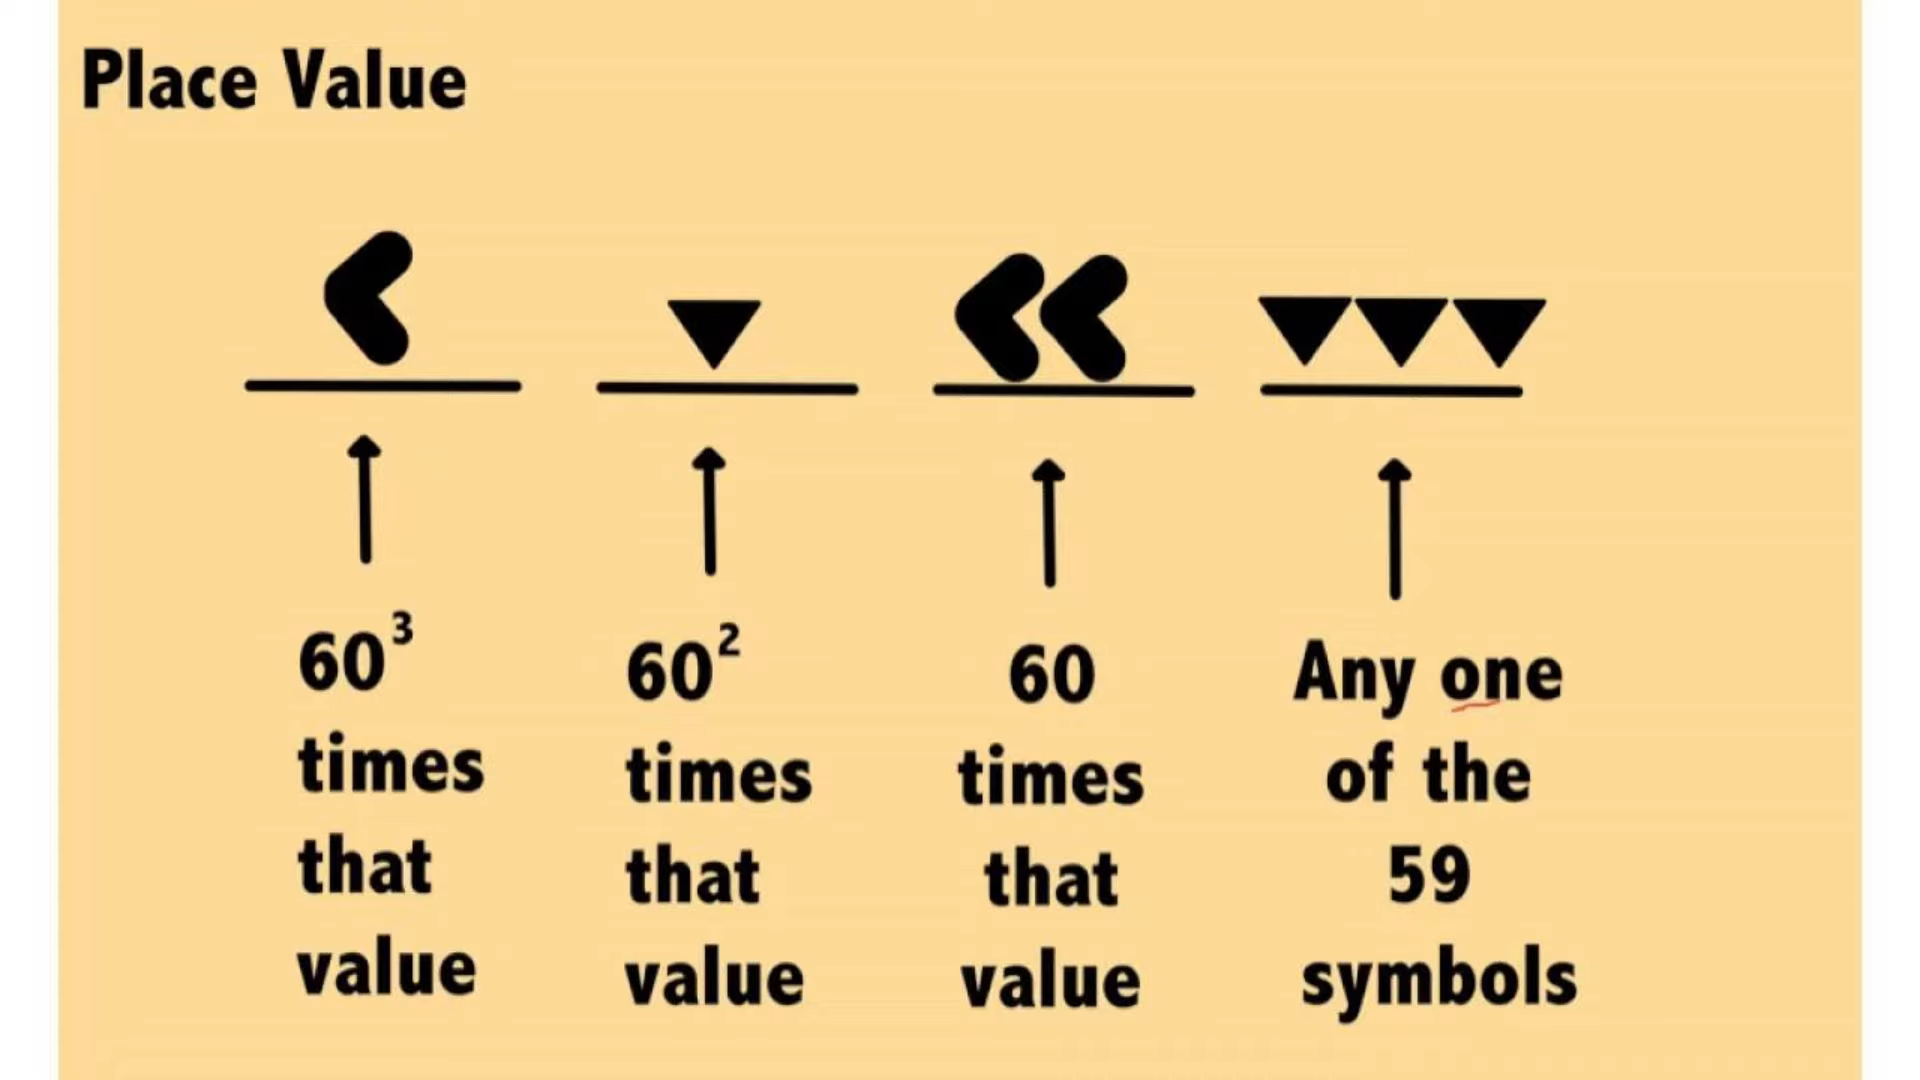 Place Value
60³
times
that
value
60²
times
that
value
60
times
that
value
Any one
of the
59
symbols